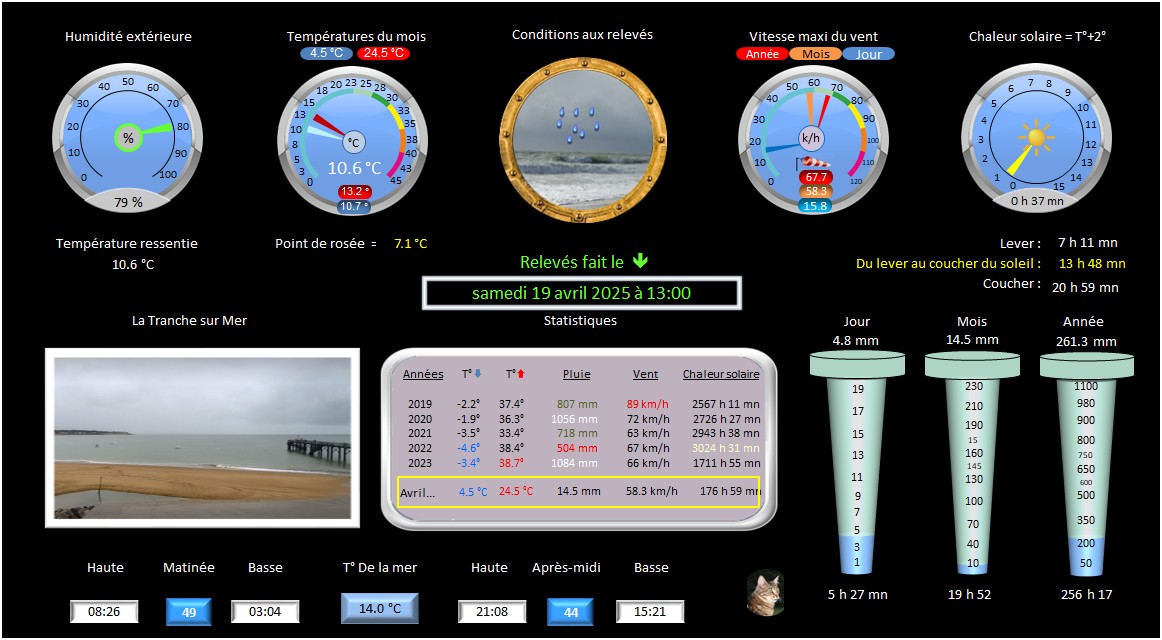 Humidité extérieure
Températures du mois
4.5 °C 24.5 °C
Conditions aux relevés
Vitesse maxi du vent
Année Mois Jour
Chaleur solaire = T°+2°
0 10 20 30 40 50 60 70 80 90 100
%
79 %
0 3 5 8 10 13 15 18 20 23 25 28 30 33 35 38 40 43 45
°C
10.6 °C
13.2 °
10.7 °
0 10 20 30 40 50 60 70 80 90 100 110 120
k/h
67.7
58.3
15.8
0 1 2 3 4 5 6 7 8 9 10 11 12 13 14 15
0 h 37 mn
Température ressentie
10.6 °C
Point de rosée = 7.1 °C
Relevés fait le
samedi 19 avril 2025 à 13:00
Lever : 7 h 11 mn
Du lever au coucher du soleil : 13 h 48 mn
Coucher : 20 h 59 mn
La Tranche sur Mer
Statistiques
Années T° T° Pluie Vent Chaleur solaire
2019 -2.2° 37.4° 807 mm 89 km/h 2567 h 11 mn
2020 -1.9° 36.3° 1056 mm 72 km/h 2726 h 27 mn
2021 -3.5° 33.4° 718 mm 63 km/h 2943 h 38 mn
2022 -4.6° 38.4° 504 mm 67 km/h 3024 h 31 mn
2023 -3.4° 38.7° 1084 mm 66 km/h 1711 h 55 mn
Avril... 4.5 °C 24.5 °C 14.5 mm 58.3 km/h 176 h 59 mn
Jour
4.8 mm
19
17
15
13
11
9
7
5
3
1
5 h 27 mn
Mois
14.5 mm
230
210
190
15
160
145
130
100
70
40
10
19 h 52
Année
261.3 mm
1100
980
900
800
750
650
600
500
350
200
50
256 h 17
Haute Matinée Basse
08:26 49 03:04
T° De la mer
14.0 °C
Haute Après-midi Basse
21:08 44 15:21